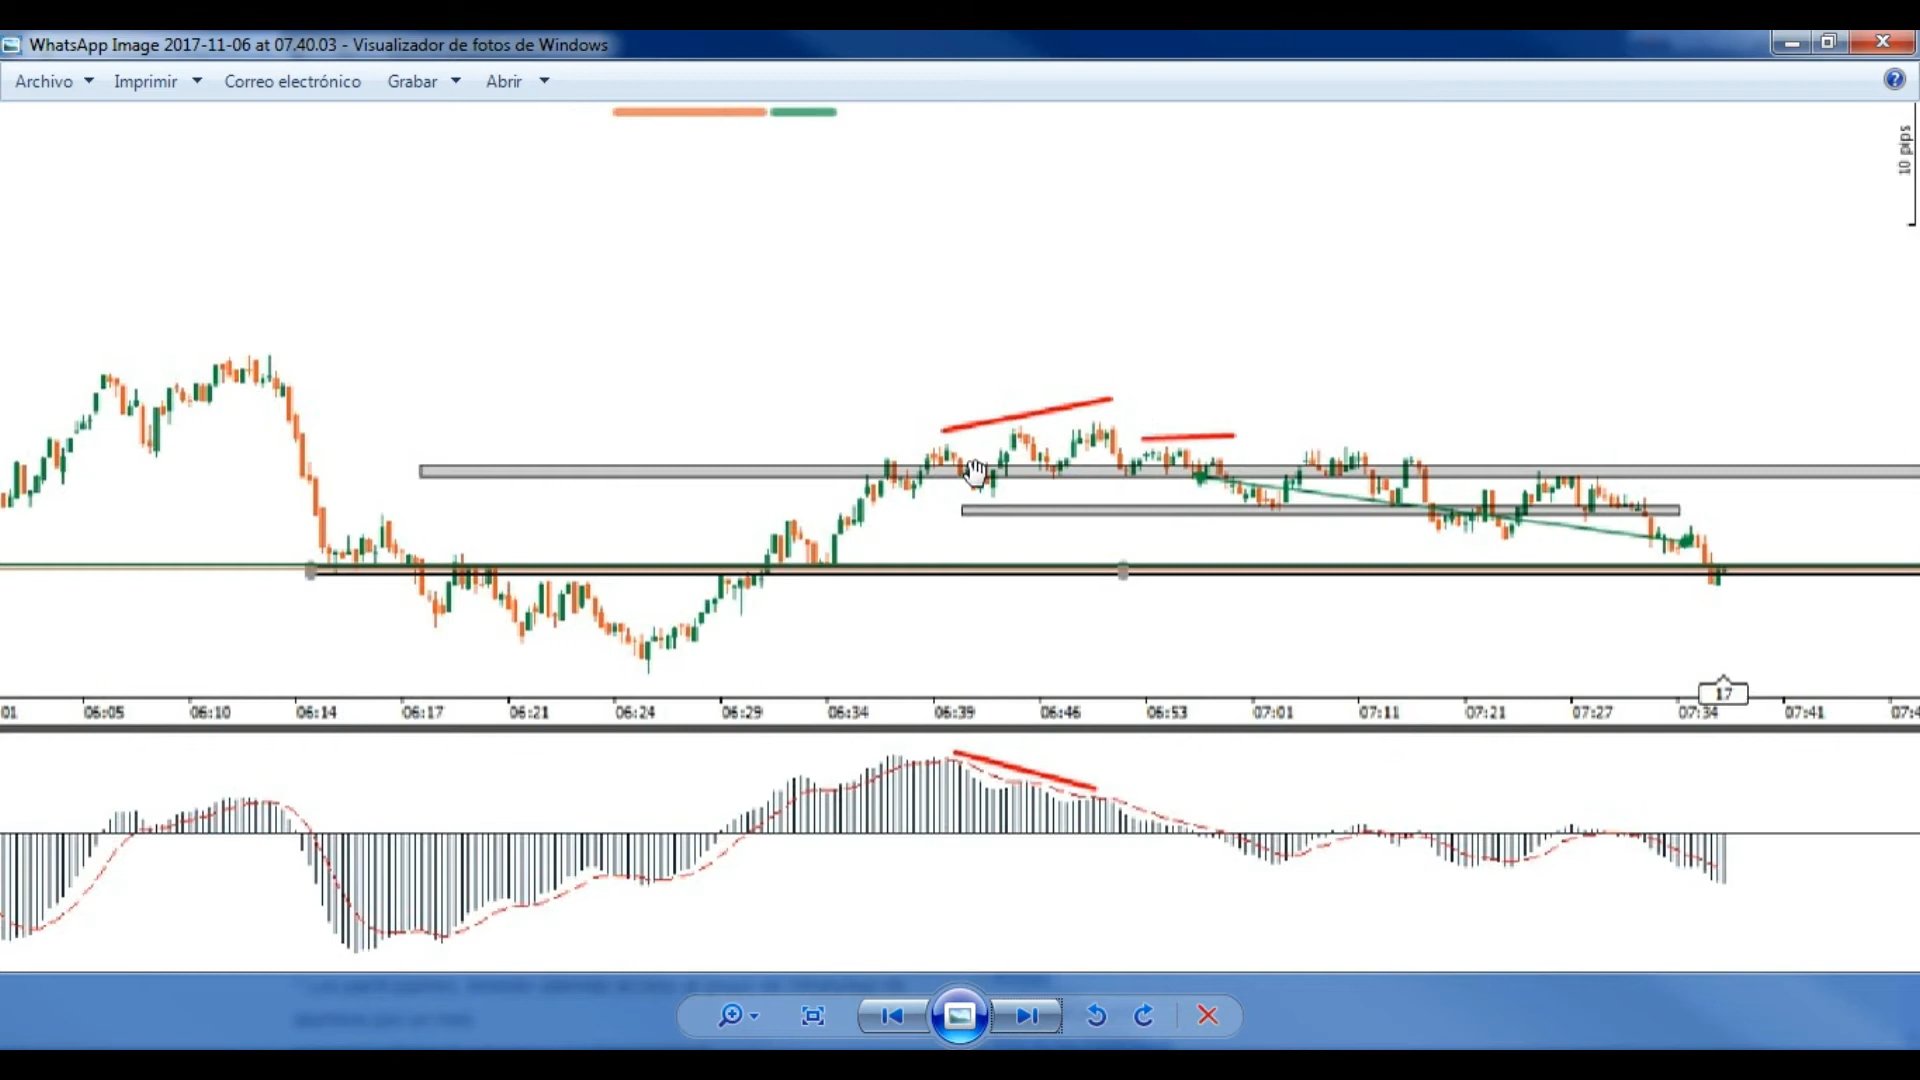 WhatsApp Image 2017-11-06 at 07.40.03 - Visualizador de fotos de Windows
Archivo Imprimir Correo electrónico Grabar Abrir
10 pips
17
01 06:05 06:10 06:14 06:17 06:21 06:24 06:29 06:34 06:39 06:46 06:53 07:01 07:11 07:21 07:27 07:34 07:41 07:4